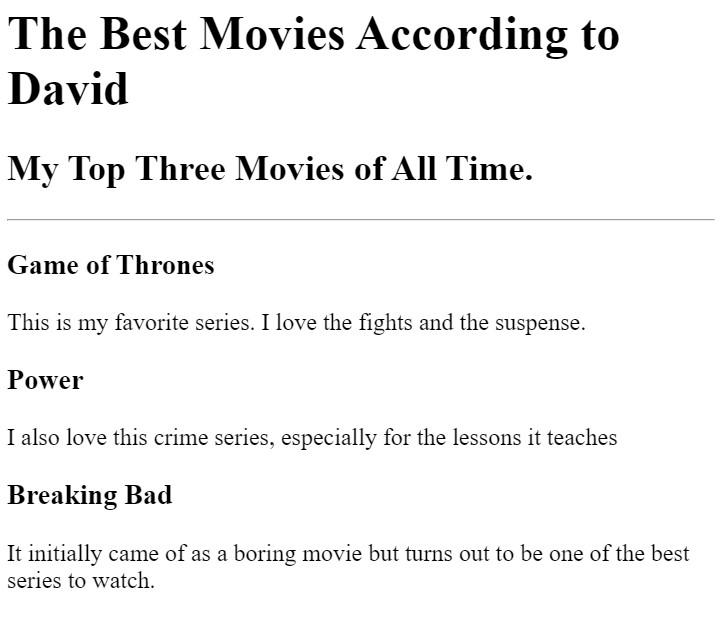 The Best Movies According to
David
My Top Three Movies of All Time.
Game of Thrones
This is my favorite series. I love the fights and the suspense.
Power
I also love this crime series, especially for the lessons it teaches
Breaking Bad
It initially came of as a boring movie but turns out to be one of the best
series to watch.